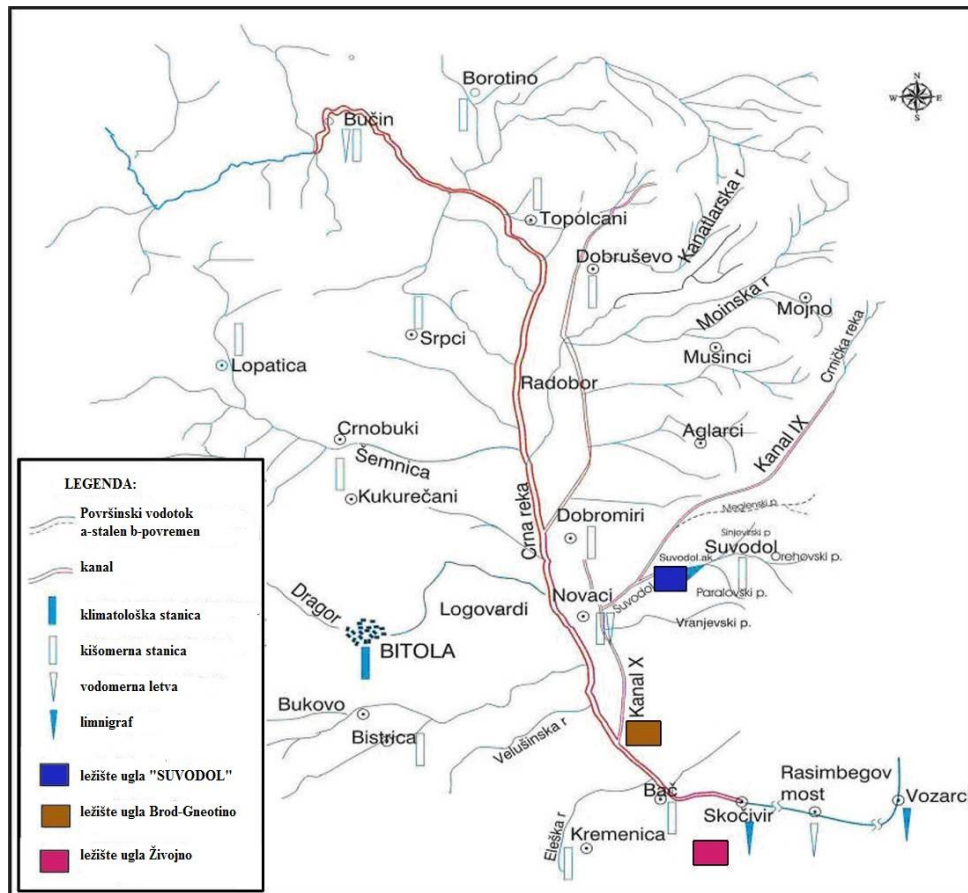 Borotino
N
W E
S
Bučin
Topolcani
Kanatlarska r
Dobruševo
Moinska r
Mojno
Srpci
Mušinci
Crnička reka
Lopatica
Radobor
Crnobuki
Aglarci
Kanal IX
Šemnica
Kukurečani
Crna reka
Meglenski p.
Dobromiri
Sinjevirski p
Suvodol
Orehovski p.
Suvodol.ak
Dragor
Logovardi
Novaci
Suvodol
Paralovski p.
Vranjevski p.
BITOLA
Kanal X
Bukovo
Bistrica
Velušinska r
Bač
Skočivir
Rasimbegov
most
Vozarci
Eleška r
Kremenica
LEGENDA:
Površinski vodotok
a-stalen b-povremen
kanal
klimatološka stanica
kišomerna stanica
vodomerna letva
limnigraf
ležište ugla "SUVODOL"
ležište ugla Brod-Gneotino
ležište ugla Živojno